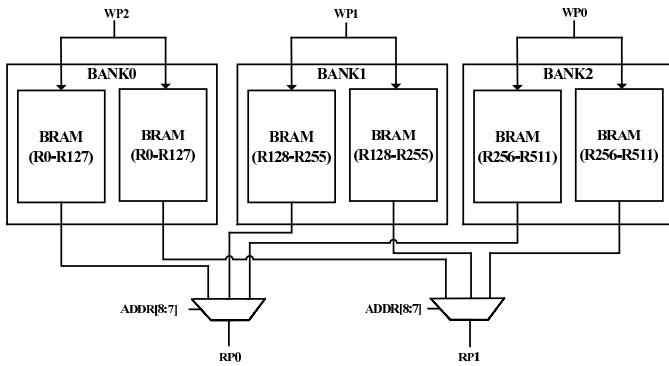 WP2 WP1 WP0
BANK0 BANK1 BANK2
BRAM
(R0-R127)
BRAM
(R0-R127)
BRAM
(R128-R255)
BRAM
(R128-R255)
BRAM
(R256-R511)
BRAM
(R256-R511)
ADDR[8:7] ADDR[8:7]
RP0 RP1